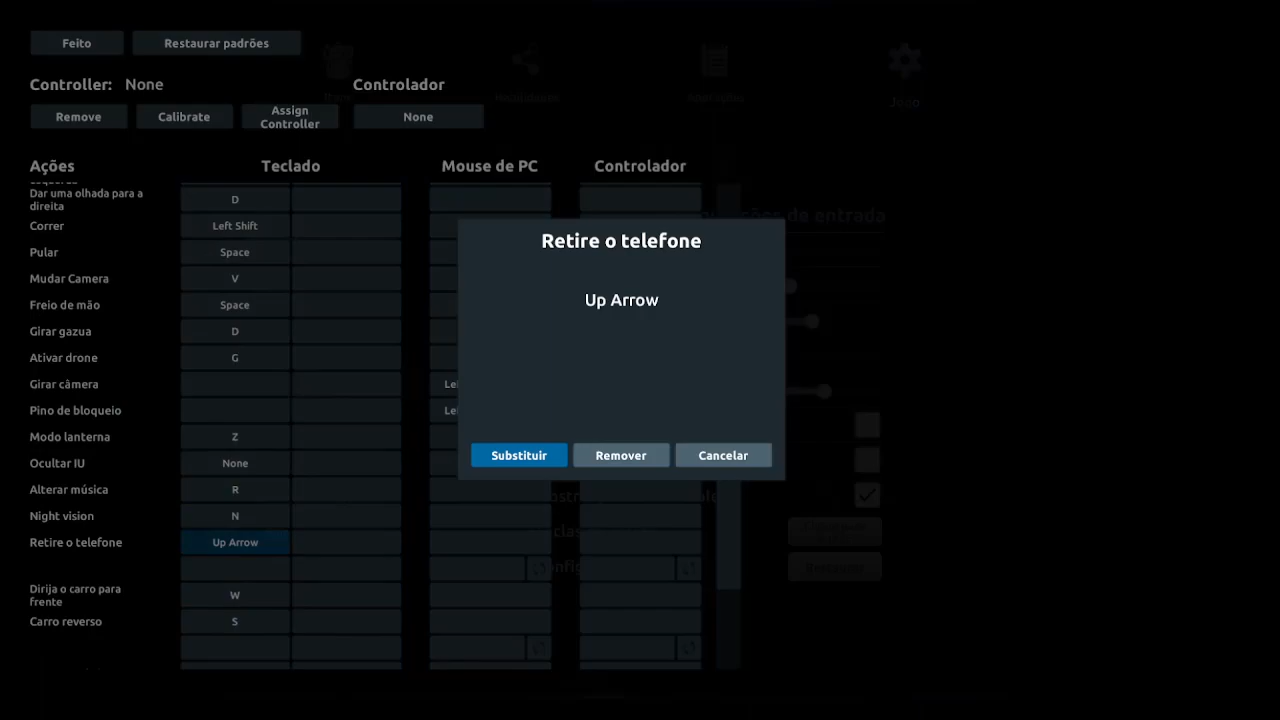 Feito
Restaurar padrões
Controller: None
Controlador
Remove
Calibrate
Assign
Controller
None
Jogo
Ações
Teclado
Mouse de PC
Controlador
Dar uma olhada para a
direita
D
Correr
Left Shift
Pular
Space
Mudar Camera
V
Freio de mão
Space
Girar gazua
D
Ativar drone
G
Girar câmera
Pino de bloqueio
Modo lanterna
Z
Ocultar IU
None
Alterar música
R
Night vision
N
Retire o telefone
Up Arrow
Dirija o carro para
frente
W
Carro reverso
S
Retire o telefone
Up Arrow
Substituir
Remover
Cancelar
de entrada